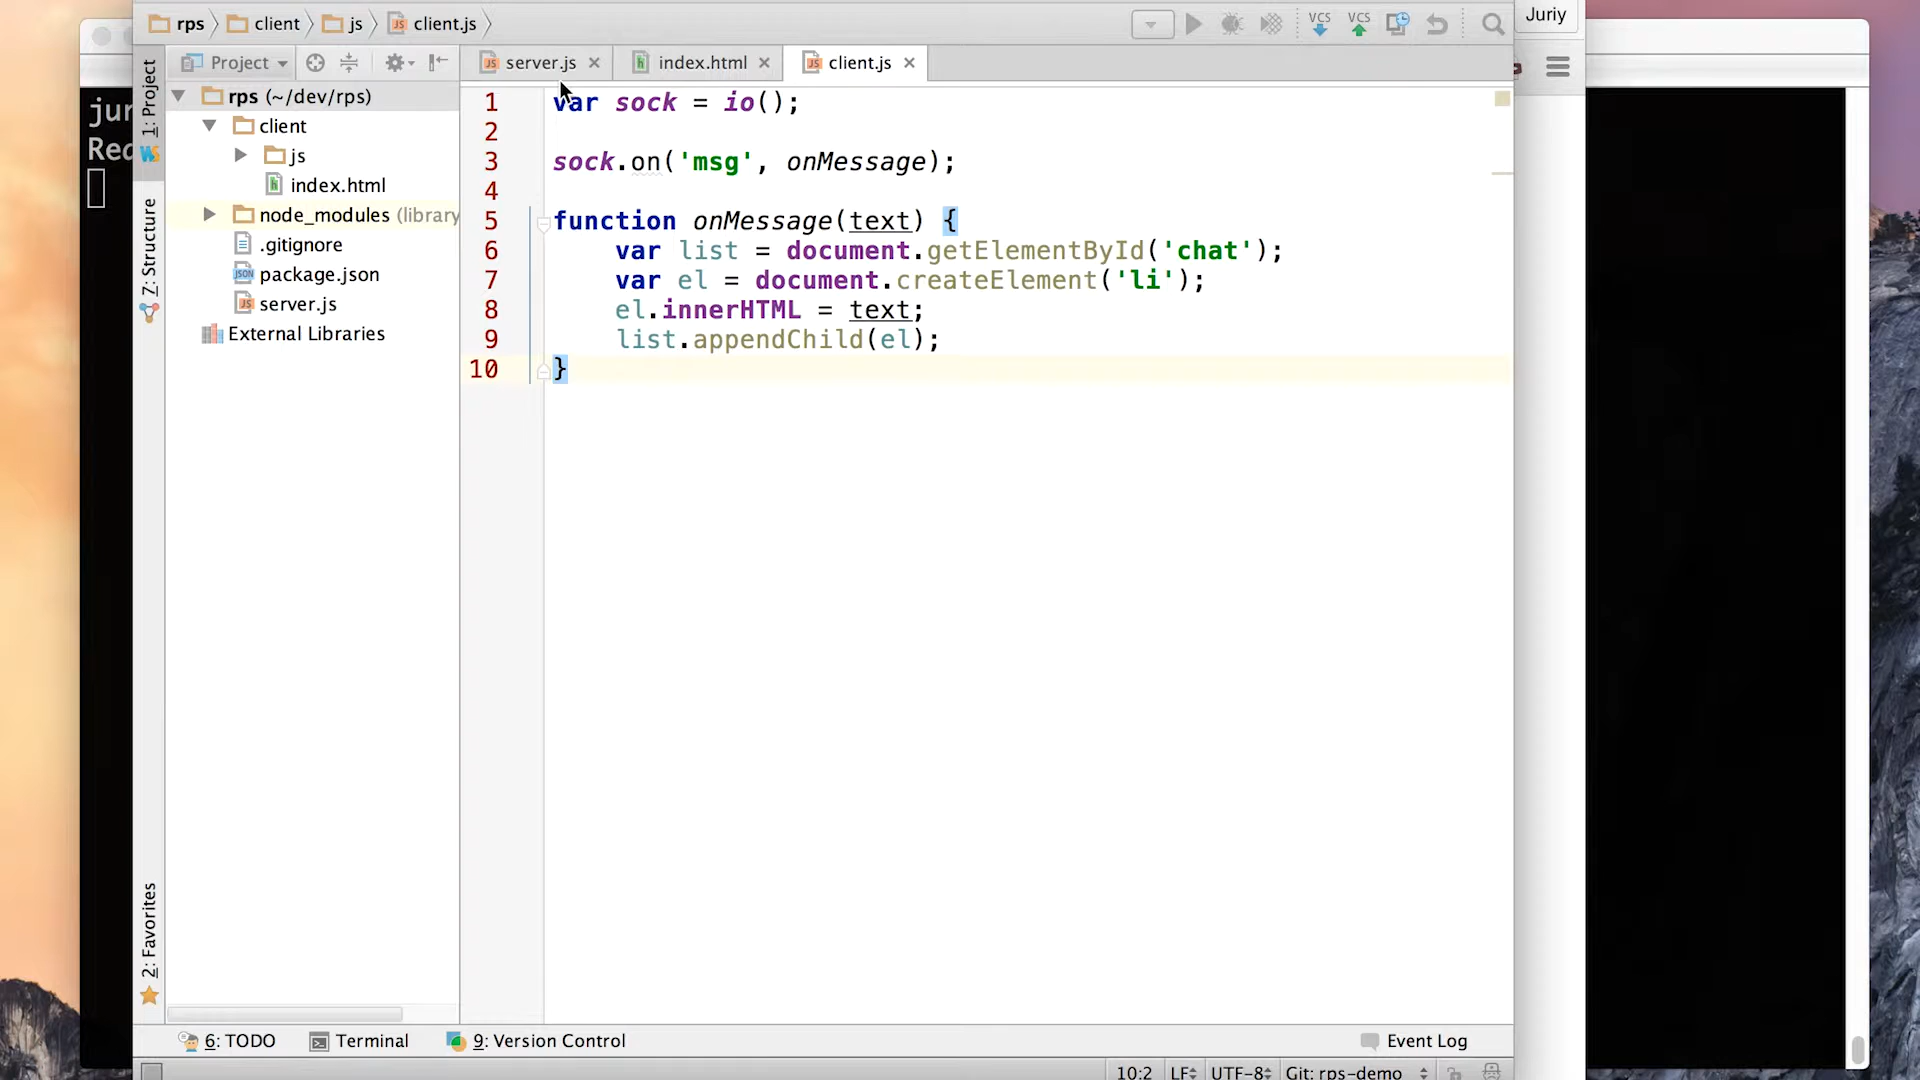 rps client js client.js
VCS VCS
Juriy
Project
server.js index.html client.js
rps (~/dev/rps)
client
js
index.html
node_modules (library
.gitignore
package.json
server.js
External Libraries
1: Project
7: Structure
2: Favorites
jur
Red
1 var sock = io();
2
3 sock.on('msg', onMessage);
4
5 function onMessage(text) {
6 var list = document.getElementById('chat');
7 var el = document.createElement('li');
8 el.innerHTML = text;
9 list.appendChild(el);
10 }
6: TODO Terminal 9: Version Control Event Log
10:2 LF UTF-8 Git: rps-demo